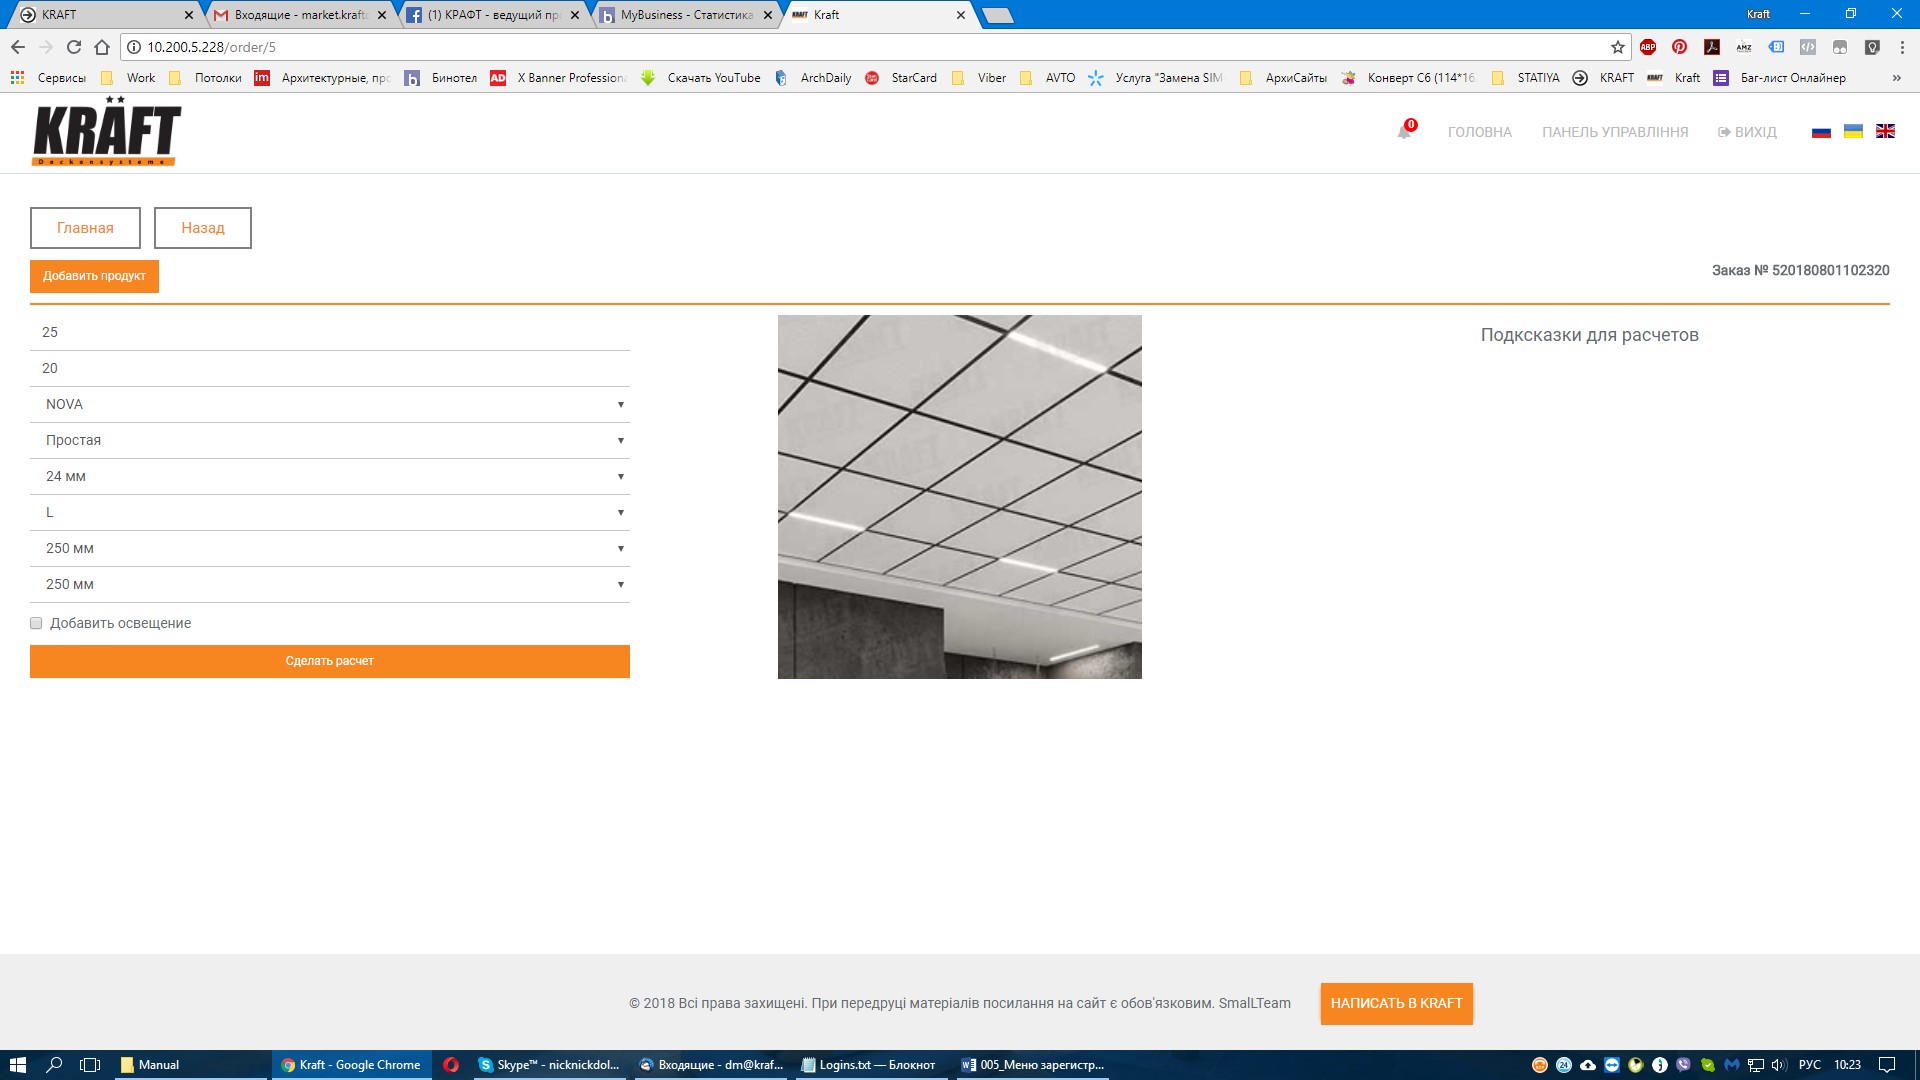 KRAFT
Входящие - market.kraft
(1) КРАФТ - ведущий пр
MyBusiness - Статистика
Kraft
Kraft
10.200.5.228/order/5
Сервисы
Work
Потолки
Архитектурные, пр
Бинотел
X Banner Profession
Скачать YouTube
ArchDaily
StarCard
Viber
AVTO
Услуга "Замена SIM
АрхиСайты
Конверт С6 (114*16
STATIYA
KRAFT
Kraft
Баг-лист Онлайнер
KRAFT
Deckensysteme
0
ГОЛОВНА
ПАНЕЛЬ УПРАВЛІННЯ
ВИХІД
Главная
Назад
Добавить продукт
Заказ № 520180801102320
25
20
NOVA
Простая
24 мм
L
250 мм
250 мм
Добавить освещение
Сделать расчет
Подксказки для расчетов
© 2018 Всі права захищені. При передруці матеріалів посилання на сайт є обов'язковим. SmalLTeam
НАПИСАТЬ В KRAFT
Manual
Kraft - Google Chrome
Skype™ - nicknickdol...
Входящие - dm@kraf...
Logins.txt — Блокнот
005_Меню зарегистр...
РУС
10:23